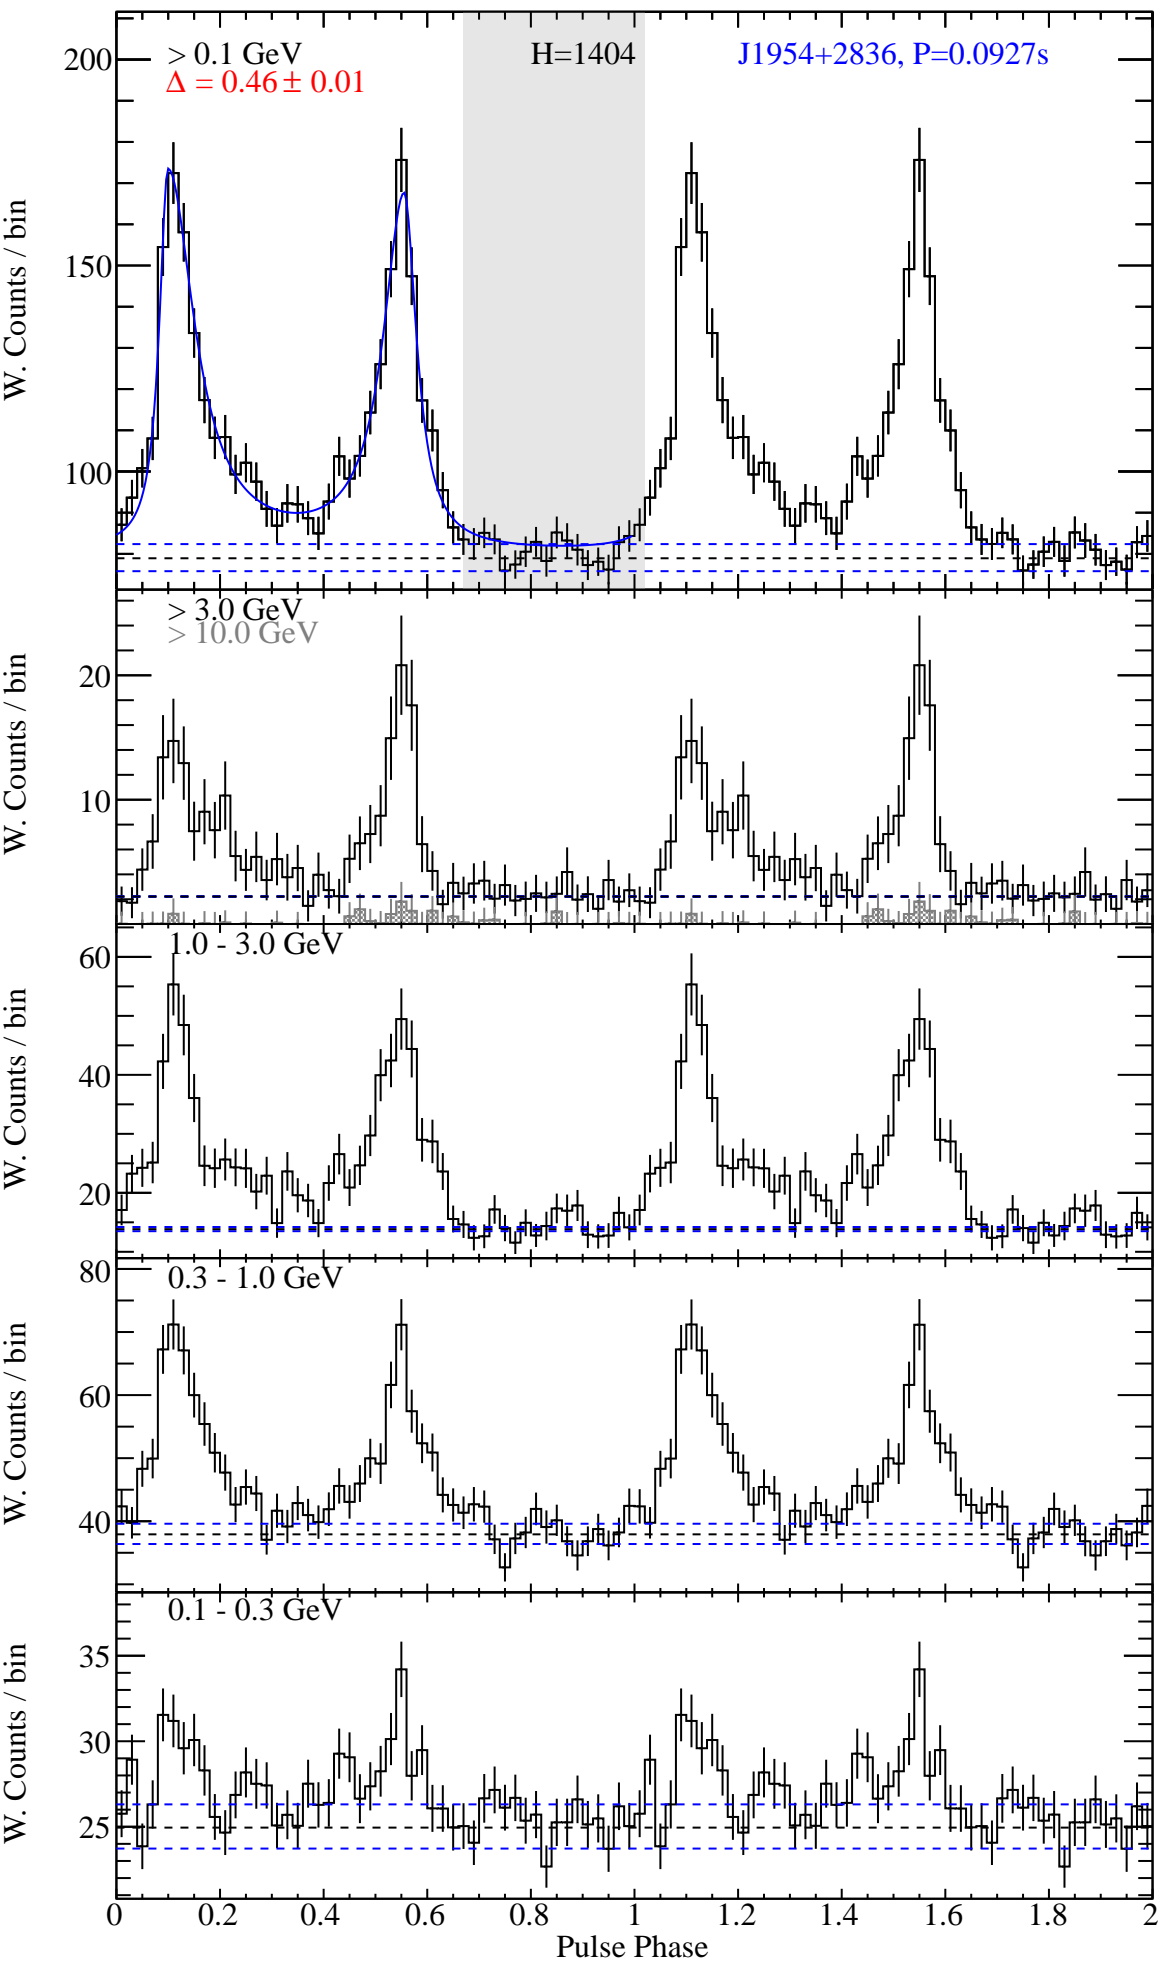 > 0.1 GeV H=1404 J1954+2836, P=0.0927s
Δ = 0.46 ± 0.01
200
150
100
W. Counts / bin
> 3.0 GeV
> 10.0 GeV
20
10
W. Counts / bin
1.0 - 3.0 GeV
60
40
20
W. Counts / bin
0.3 - 1.0 GeV
80
60
40
W. Counts / bin
0.1 - 0.3 GeV
35
30
25
W. Counts / bin
0 0.2 0.4 0.6 0.8 1 1.2 1.4 1.6 1.8 2
Pulse Phase